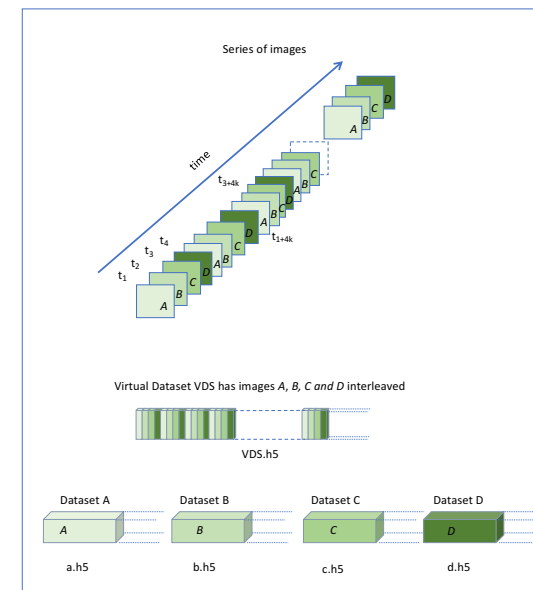 Series of images
time
D
C
B
A
C
B
A
t3+4k
D
C
B
A
t1+4k
D
C
B
A
t4
t3
t2
t1
D
C
B
A
Virtual Dataset VDS has images A, B, C and D interleaved
VDS.h5
Dataset A Dataset B Dataset C Dataset D
A B C D
a.h5 b.h5 c.h5 d.h5